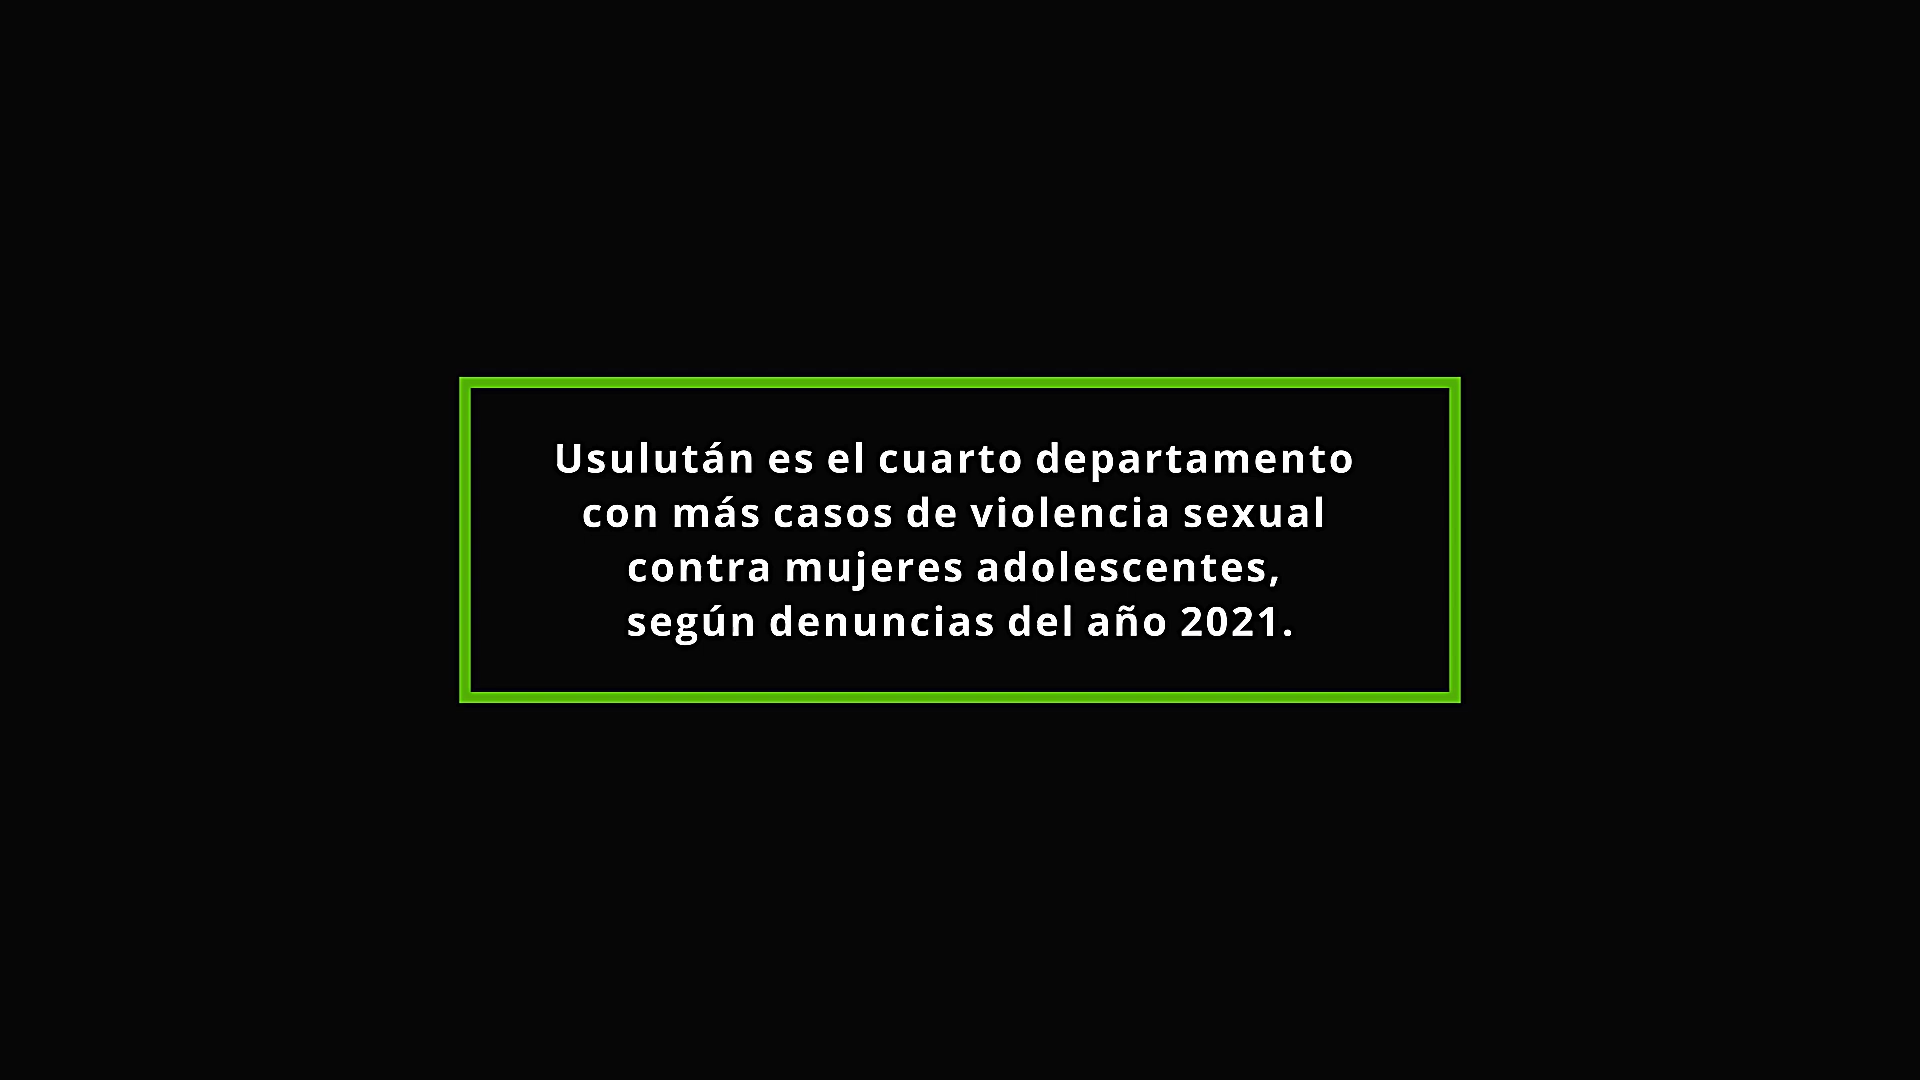 Usulután es el cuarto departamento
con más casos de violencia sexual
contra mujeres adolescentes,
según denuncias del año 2021.